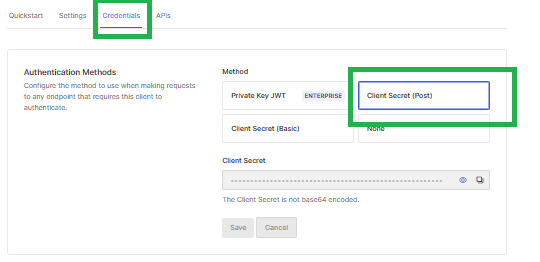 Quickstart Settings Credentials APIs
Authentication Methods
Configure the method to use when making requests
to any endpoint that requires this client to
authenticate.
Method
Private Key JWT ENTERPRISE Client Secret (Post)
Client Secret (Basic) None
Client Secret
The Client Secret is not base64 encoded.
Save Cancel